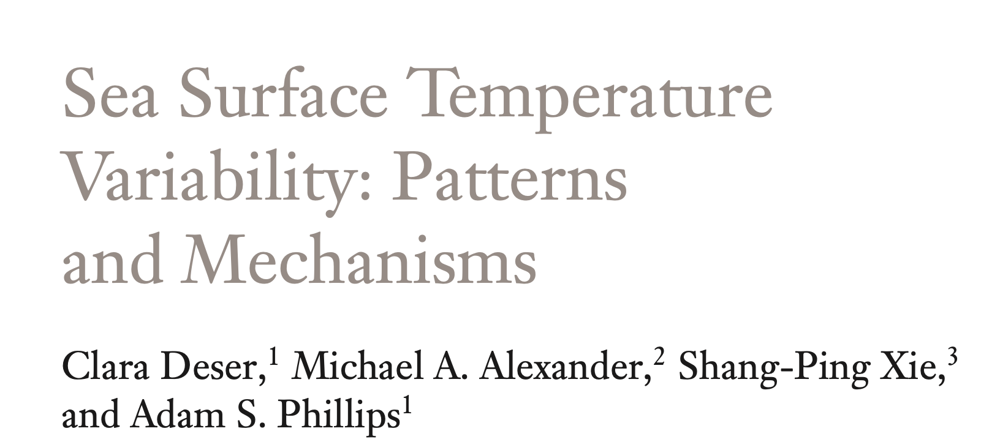 Sea Surface Temperature
Variability: Patterns
and Mechanisms
Clara Deser,¹ Michael A. Alexander,² Shang-Ping Xie,³
and Adam S. Phillips¹